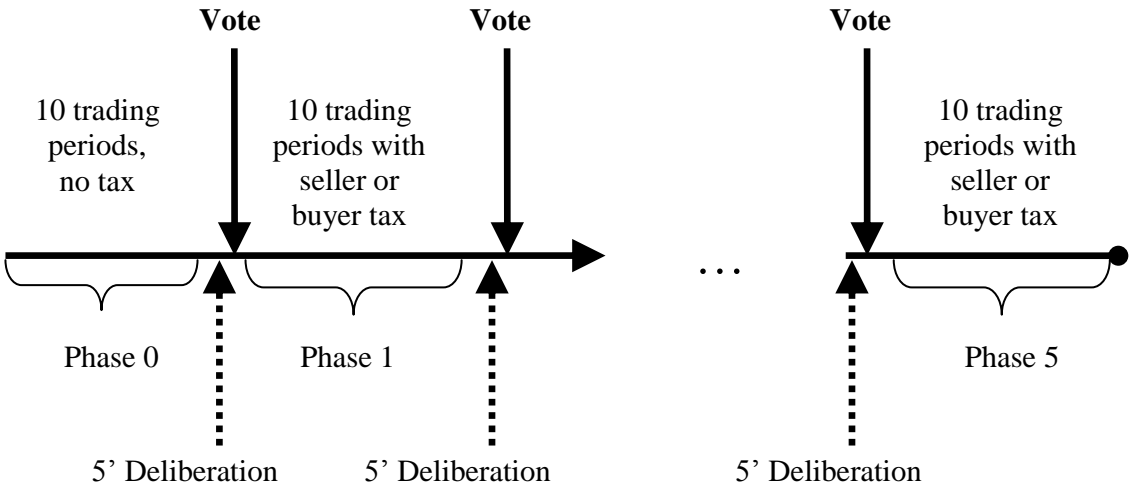 Vote
Vote
Vote
10 trading
periods,
no tax
10 trading
periods with
seller or
buyer tax
10 trading
periods with
seller or
buyer tax
…
Phase 0
Phase 1
Phase 5
5’ Deliberation
5’ Deliberation
5’ Deliberation